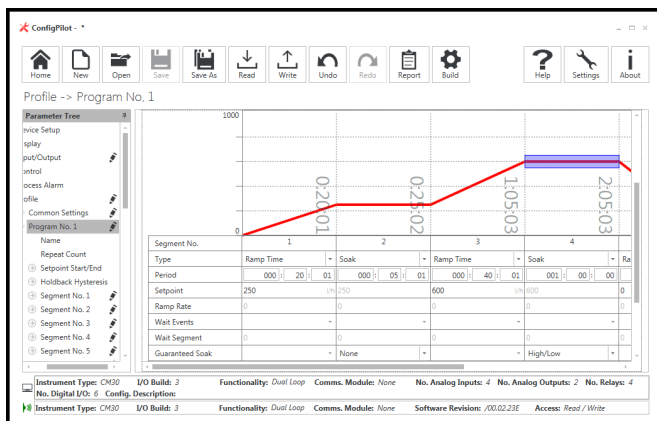 ConfigPilot - *
Home New Open Save Save As Read Write Undo Redo Report Build Help Settings About
Profile -> Program No. 1
Parameter Tree
evice Setup
splay
put/Output
ontrol
ocess Alarm
ofile
Common Settings
Program No. 1
Name
Repeat Count
Setpoint Start/End
Holdback Hysteresis
Segment No. 1
Segment No. 2
Segment No. 3
Segment No. 4
Segment No. 5
1000
0
0:20:01
0:25:02
1:05:03
2:05:03
Segment No. 1 2 3 4
Type Ramp Time Soak Ramp Time Soak Ra
Period 000 : 20 : 01 000 : 05 : 01 000 : 40 : 01 001 : 00 : 00
Setpoint 250 l/h 250 600 l/h 600 0
Ramp Rate 0 0 0 0 0
Wait Events
Wait Segment 0 0 0 0 0
Guaranteed Soak None High/Low
Instrument Type: CM30 I/O Build: 3 Functionality: Dual Loop Comms. Module: None No. Analog Inputs: 4 No. Analog Outputs: 2 No. Relays: 4
No. Digital I/O: 6 Config. Description:
Instrument Type: CM30 I/O Build: 3 Functionality: Dual Loop Comms. Module: None Software Revision: /00.02.23E Access: Read / Write